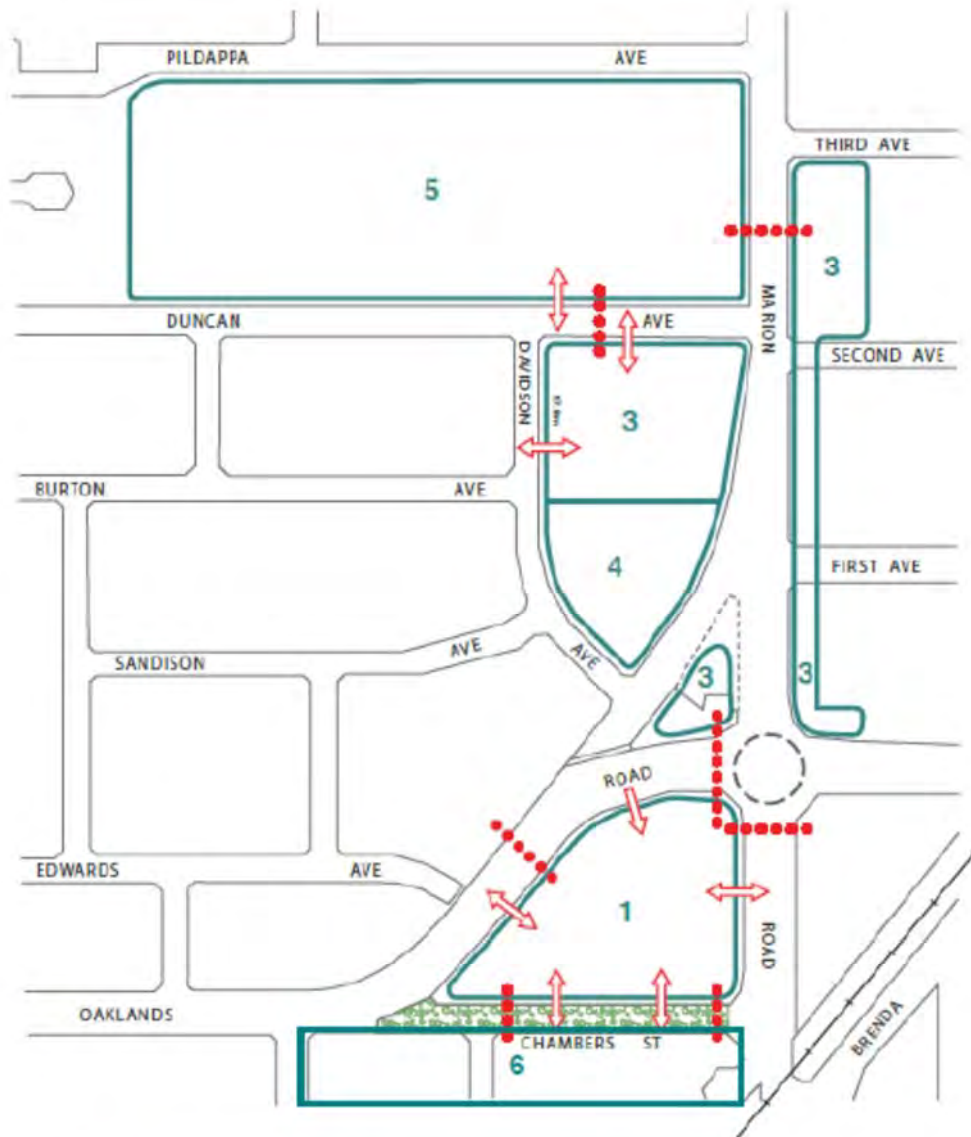 PILDAPPA AVE
THIRD AVE
5
3
MARION
DUNCAN AVE
SECOND AVE
DAVIDSON
3
BURTON AVE
4
FIRST AVE
SANDISON AVE
AVE
3
3
ROAD
EDWARDS AVE
1
ROAD
OAKLANDS
BRENDA
CHAMBERS ST
6